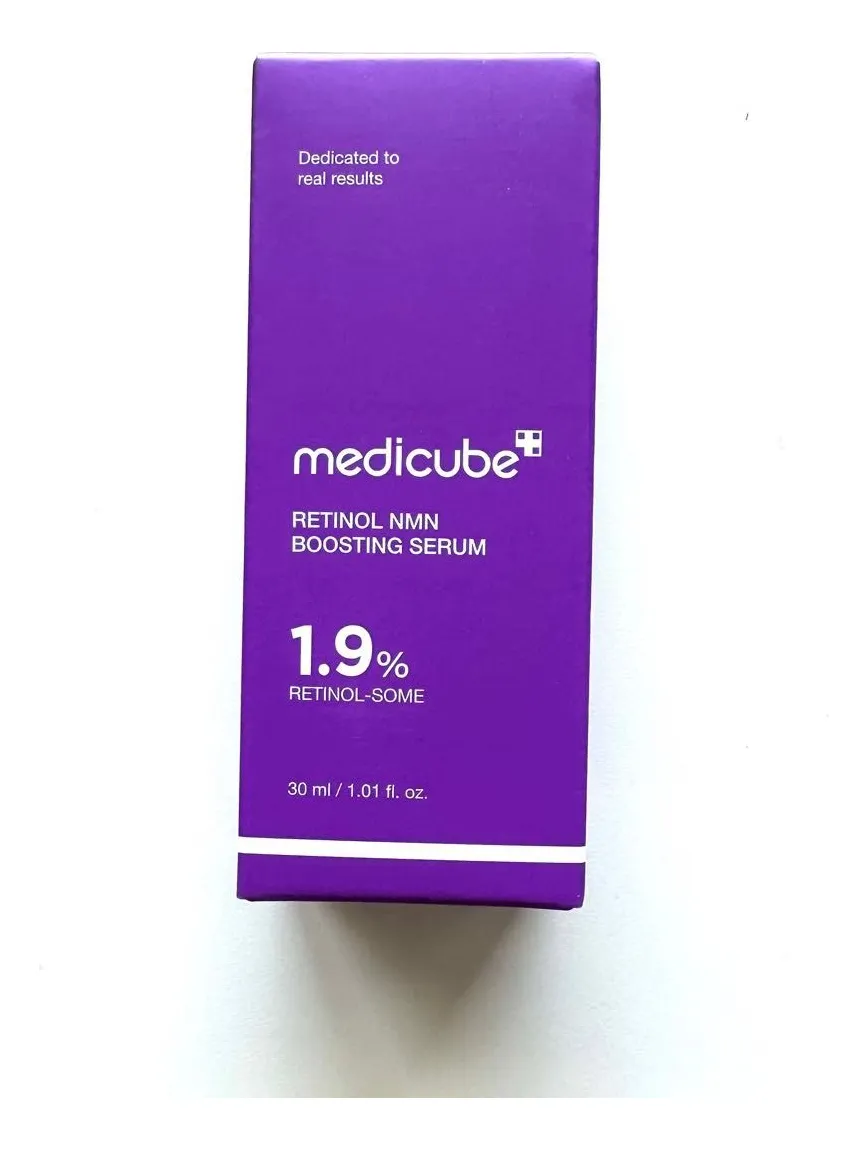 Dedicated to
real results
medicube
RETINOL NMN
BOOSTING SERUM
1.9%
RETINOL-SOME
30 ml / 1.01 fl. oz.